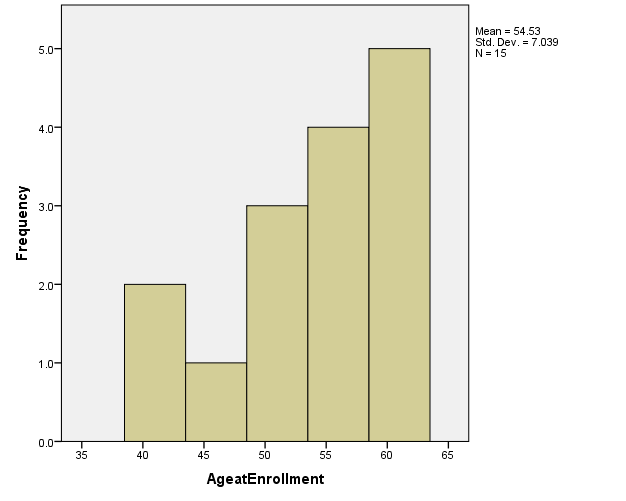 Mean = 54.53
Std. Dev. = 7.039
N = 15
5.0
4.0
3.0
2.0
1.0
0.0
Frequency
35 40 45 50 55 60 65
AgeatEnrollment